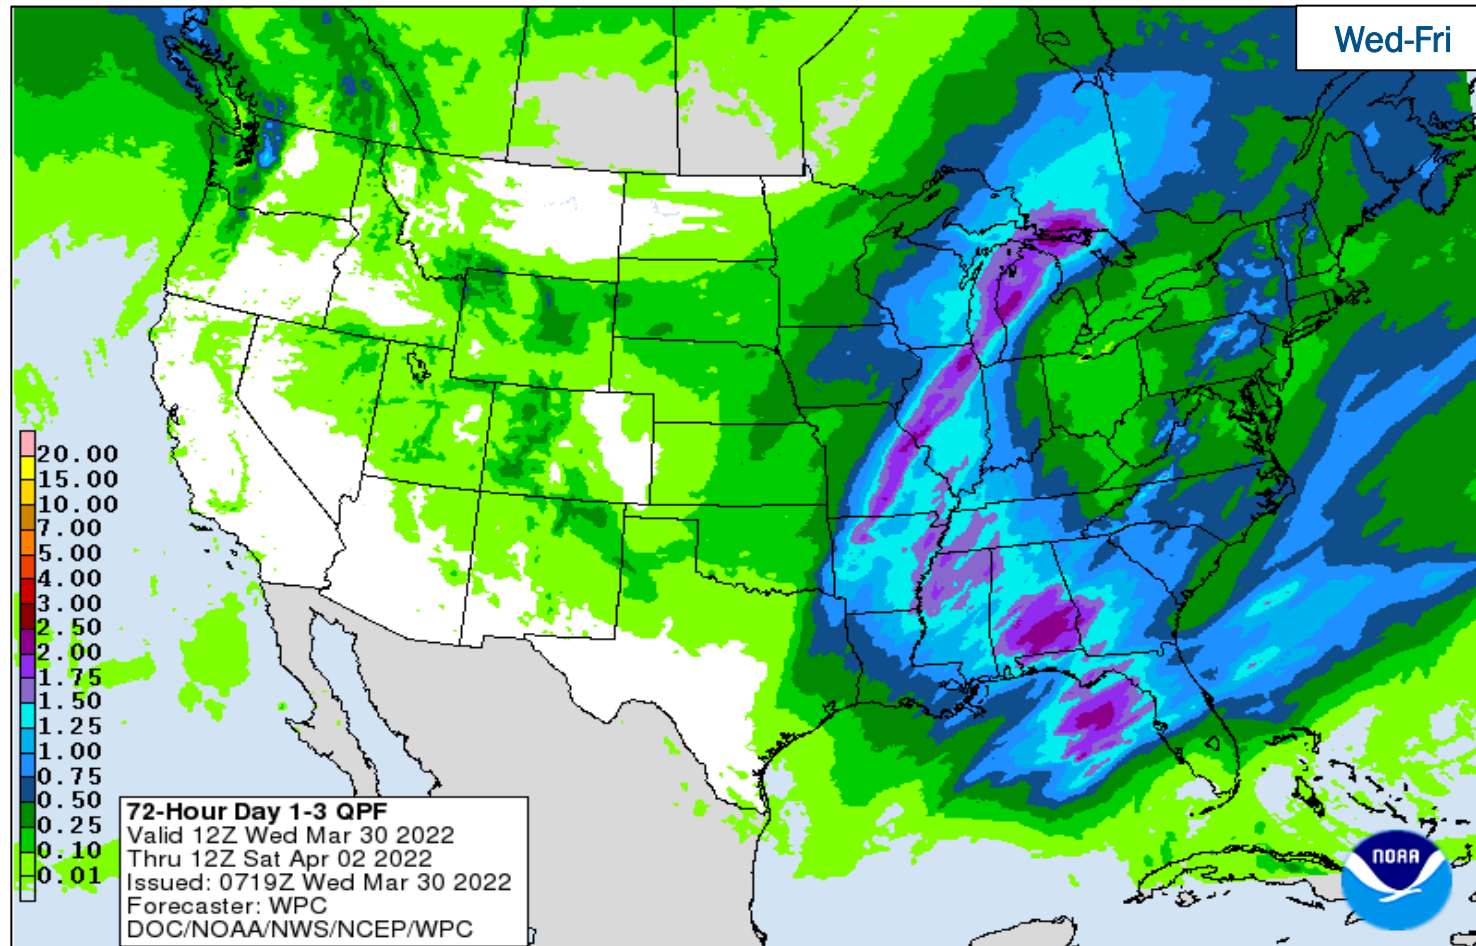 Wed-Fri
20.00
15.00
10.00
7.00
5.00
4.00
3.00
2.50
2.00
1.75
1.50
1.25
1.00
0.75
0.50
0.25
0.10
0.01
72-Hour Day 1-3 QPF
Valid 12Z Wed Mar 30 2022
Thru 12Z Sat Apr 02 2022
Issued: 0719Z Wed Mar 30 2022
Forecaster: WPC
DOC/NOAA/NWS/NCEP/WPC
NOAA